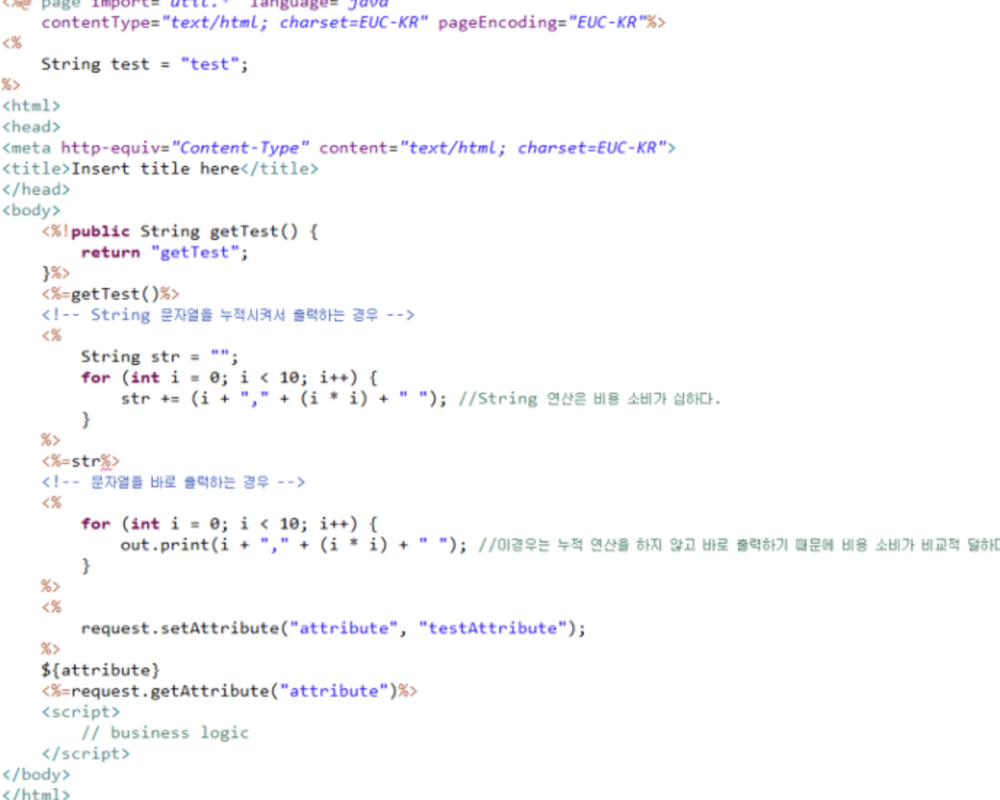 <%@ page import="util.*" language="java"
    contentType="text/html; charset=EUC-KR" pageEncoding="EUC-KR"%>
<%
    String test = "test";
%>
<html>
<head>
<meta http-equiv="Content-Type" content="text/html; charset=EUC-KR">
<title>Insert title here</title>
</head>
<body>
    <%!public String getTest() {
        return "getTest";
    }%>
    <%=getTest()%>
    <!-- String 문자열을 누적시켜서 출력하는 경우 -->
    <%
        String str = "";
        for (int i = 0; i < 10; i++) {
            str += (i + "," + (i * i) + " "); //String 연산은 비용 소비가 심하다.
        }
    %>
    <%=str%>
    <!-- 문자열을 바로 출력하는 경우 -->
    <%
        for (int i = 0; i < 10; i++) {
            out.print(i + "," + (i * i) + " "); //이경우는 누적 연산을 하지 않고 바로 출력하기 때문에 비용 소비가 비교적 덜하다
        }
    %>
    <%
        request.setAttribute("attribute", "testAttribute");
    %>
    ${attribute}
    <%=request.getAttribute("attribute")%>
    <script>
        // business logic
    </script>
</body>
</html>